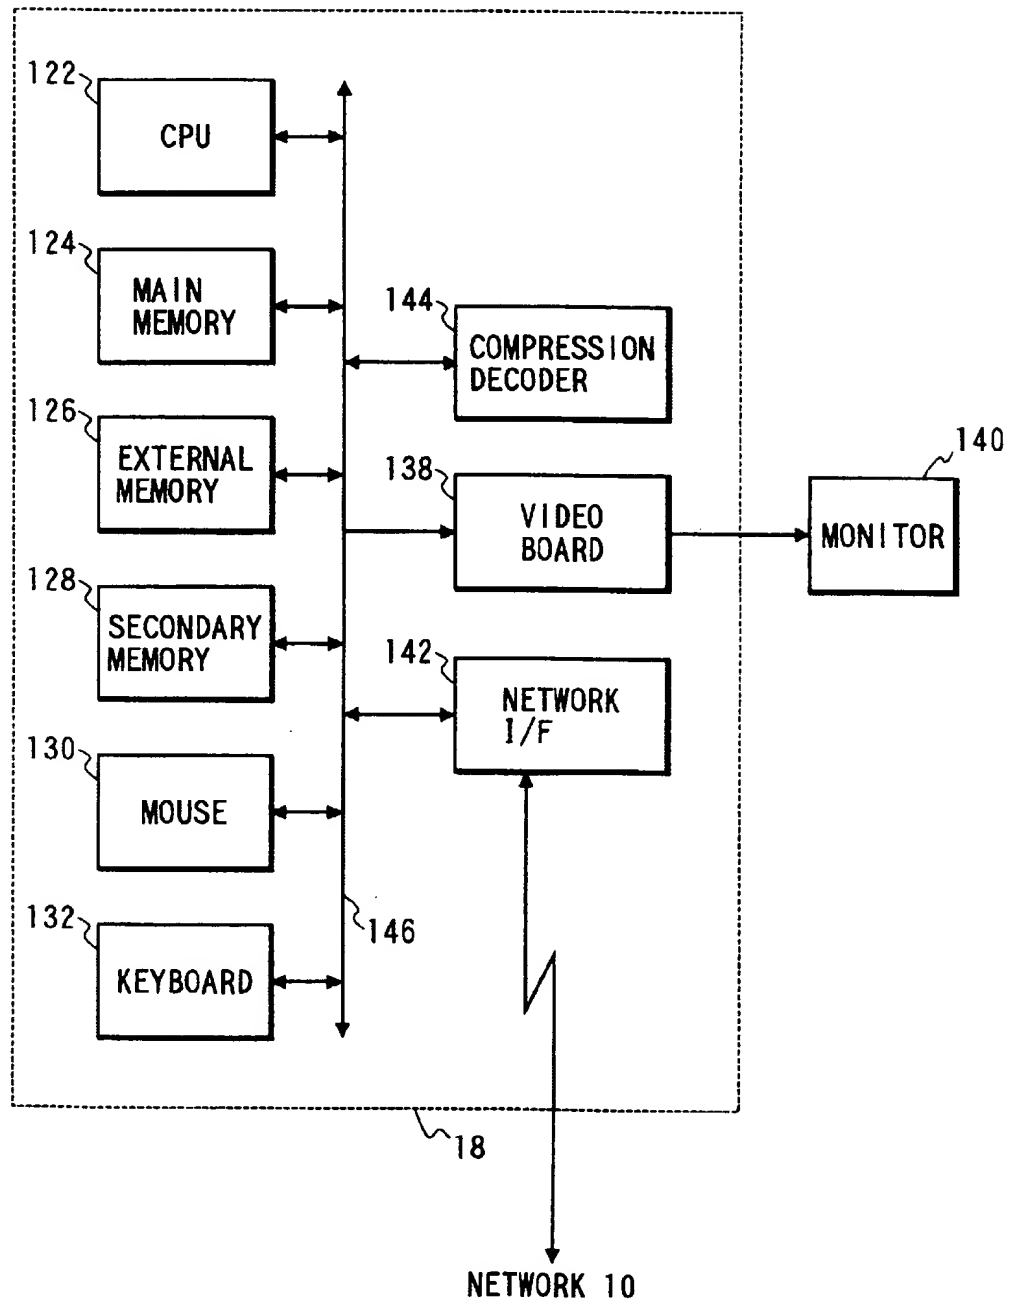 122
CPU
124
MAIN
MEMORY
144
COMPRESSION
DECODER
126
EXTERNAL
MEMORY
138
VIDEO
BOARD
140
MONITOR
128
SECONDARY
MEMORY
142
NETWORK
I/F
130
MOUSE
132
KEYBOARD
146
18
NETWORK 10